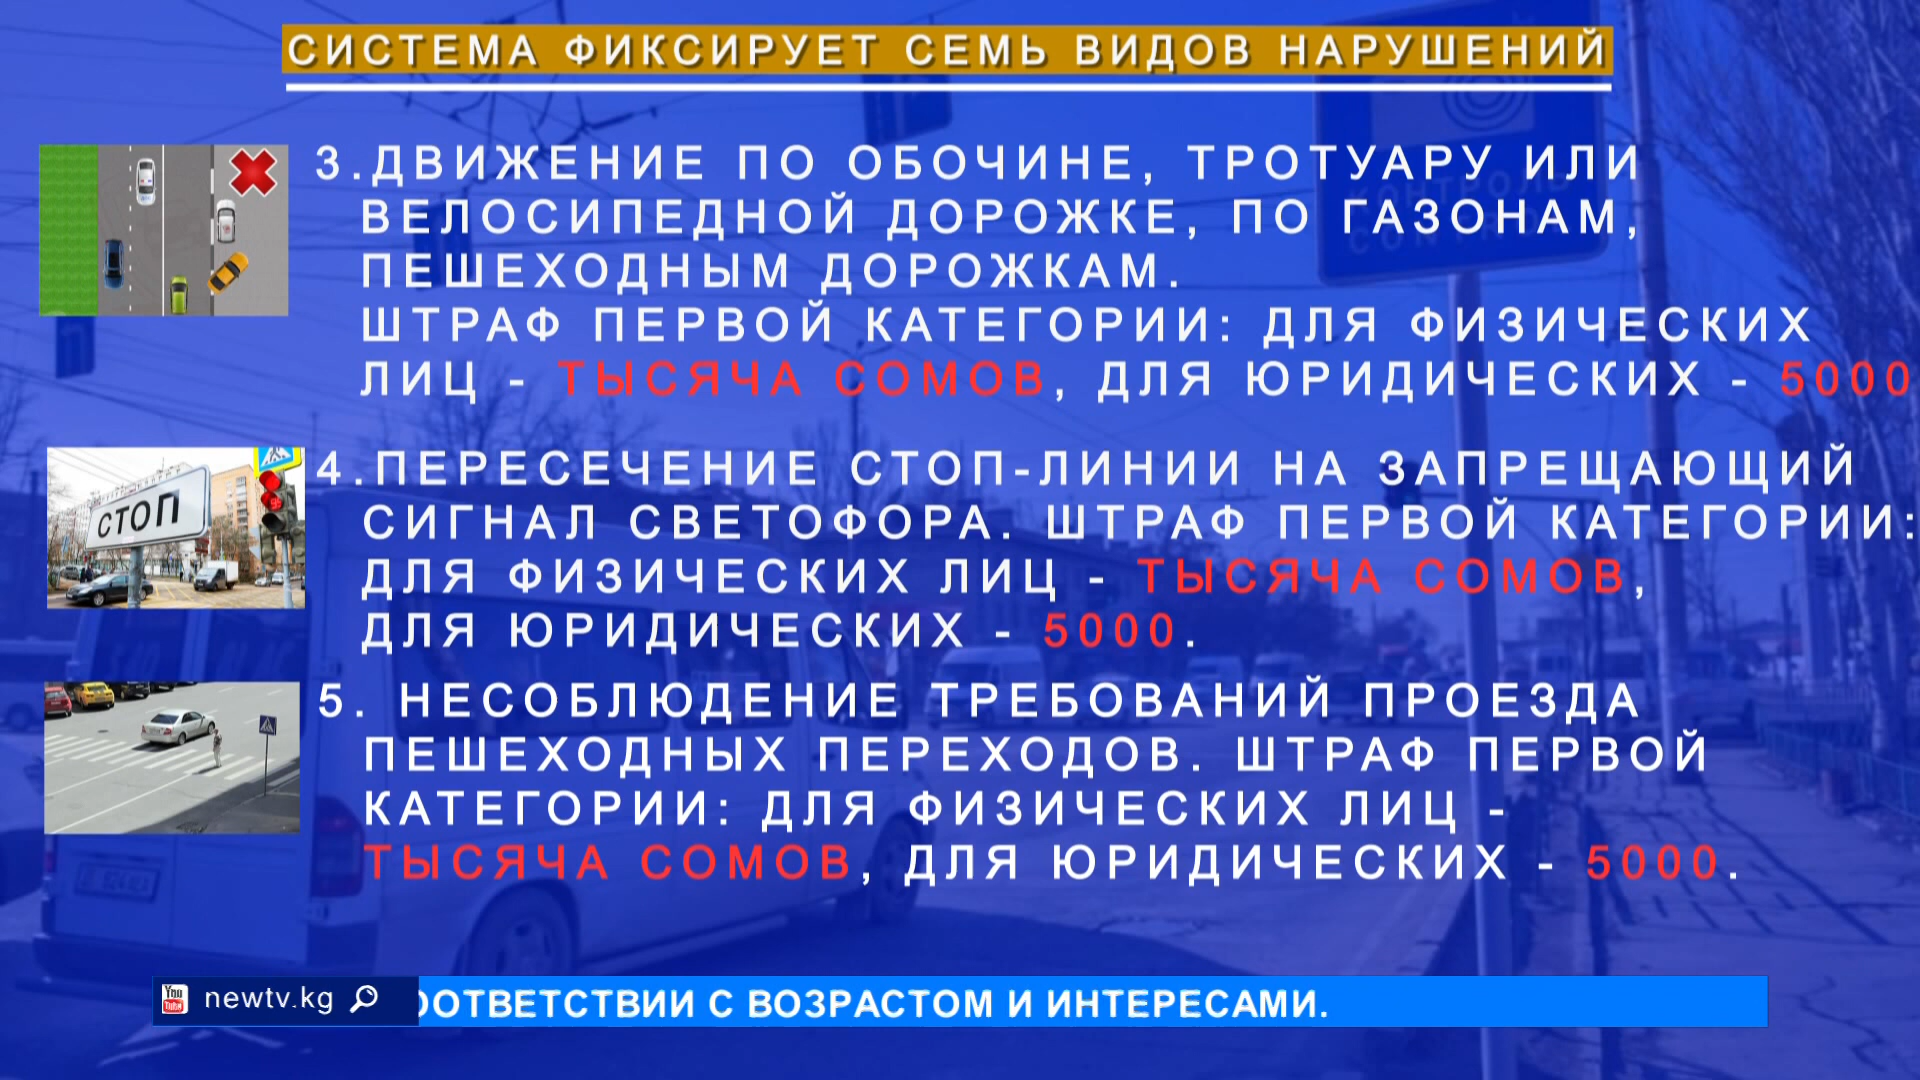 СИСТЕМА ФИКСИРУЕТ СЕМЬ ВИДОВ НАРУШЕНИЙ
3.ДВИЖЕНИЕ ПО ОБОЧИНЕ, ТРОТУАРУ ИЛИ
ВЕЛОСИПЕДНОЙ ДОРОЖКЕ, ПО ГАЗОНАМ,
ПЕШЕХОДНЫМ ДОРОЖКАМ.
ШТРАФ ПЕРВОЙ КАТЕГОРИИ: ДЛЯ ФИЗИЧЕСКИХ
ЛИЦ - ТЫСЯЧА СОМОВ, ДЛЯ ЮРИДИЧЕСКИХ - 5000
СТОП
4.ПЕРЕСЕЧЕНИЕ СТОП-ЛИНИИ НА ЗАПРЕЩАЮЩИЙ
СИГНАЛ СВЕТОФОРА. ШТРАФ ПЕРВОЙ КАТЕГОРИИ:
ДЛЯ ФИЗИЧЕСКИХ ЛИЦ - ТЫСЯЧА СОМОВ,
ДЛЯ ЮРИДИЧЕСКИХ - 5000.
5. НЕСОБЛЮДЕНИЕ ТРЕБОВАНИЙ ПРОЕЗДА
ПЕШЕХОДНЫХ ПЕРЕХОДОВ. ШТРАФ ПЕРВОЙ
КАТЕГОРИИ: ДЛЯ ФИЗИЧЕСКИХ ЛИЦ -
ТЫСЯЧА СОМОВ, ДЛЯ ЮРИДИЧЕСКИХ - 5000.
You Tube newtv.kg ООТВЕТСТВИИ С ВОЗРАСТОМ И ИНТЕРЕСАМИ.